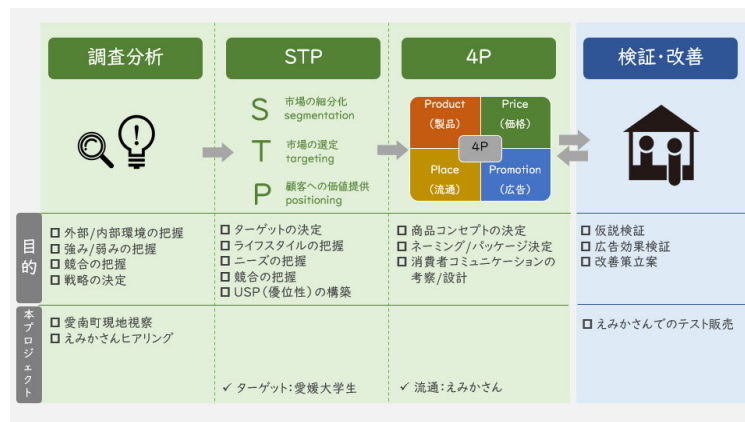 調査分析
STP
4P
検証・改善
S 市場の細分化
segmentation
T 市場の選定
targeting
P 顧客への価値提供
positioning
Product
(製品)
Price
(価格)
4P
Place
(流通)
Promotion
(広告)
目的
□ 外部/内部環境の把握
□ 強み/弱みの把握
□ 競合の把握
□ 戦略の決定
□ ターゲットの決定
□ ライフスタイルの把握
□ ニーズの把握
□ 競合の把握
□ USP(優位性)の構築
□ 商品コンセプトの決定
□ ネーミング/パッケージ決定
□ 消費者コミュニケーションの
考察/設計
□ 仮説検証
□ 広告効果検証
□ 改善策立案
本プロジェクト
□ 愛南町現地視察
□ えみかさんヒアリング
✓ ターゲット:愛媛大学生
✓ 流通:えみかさん
□ えみかさんでのテスト販売